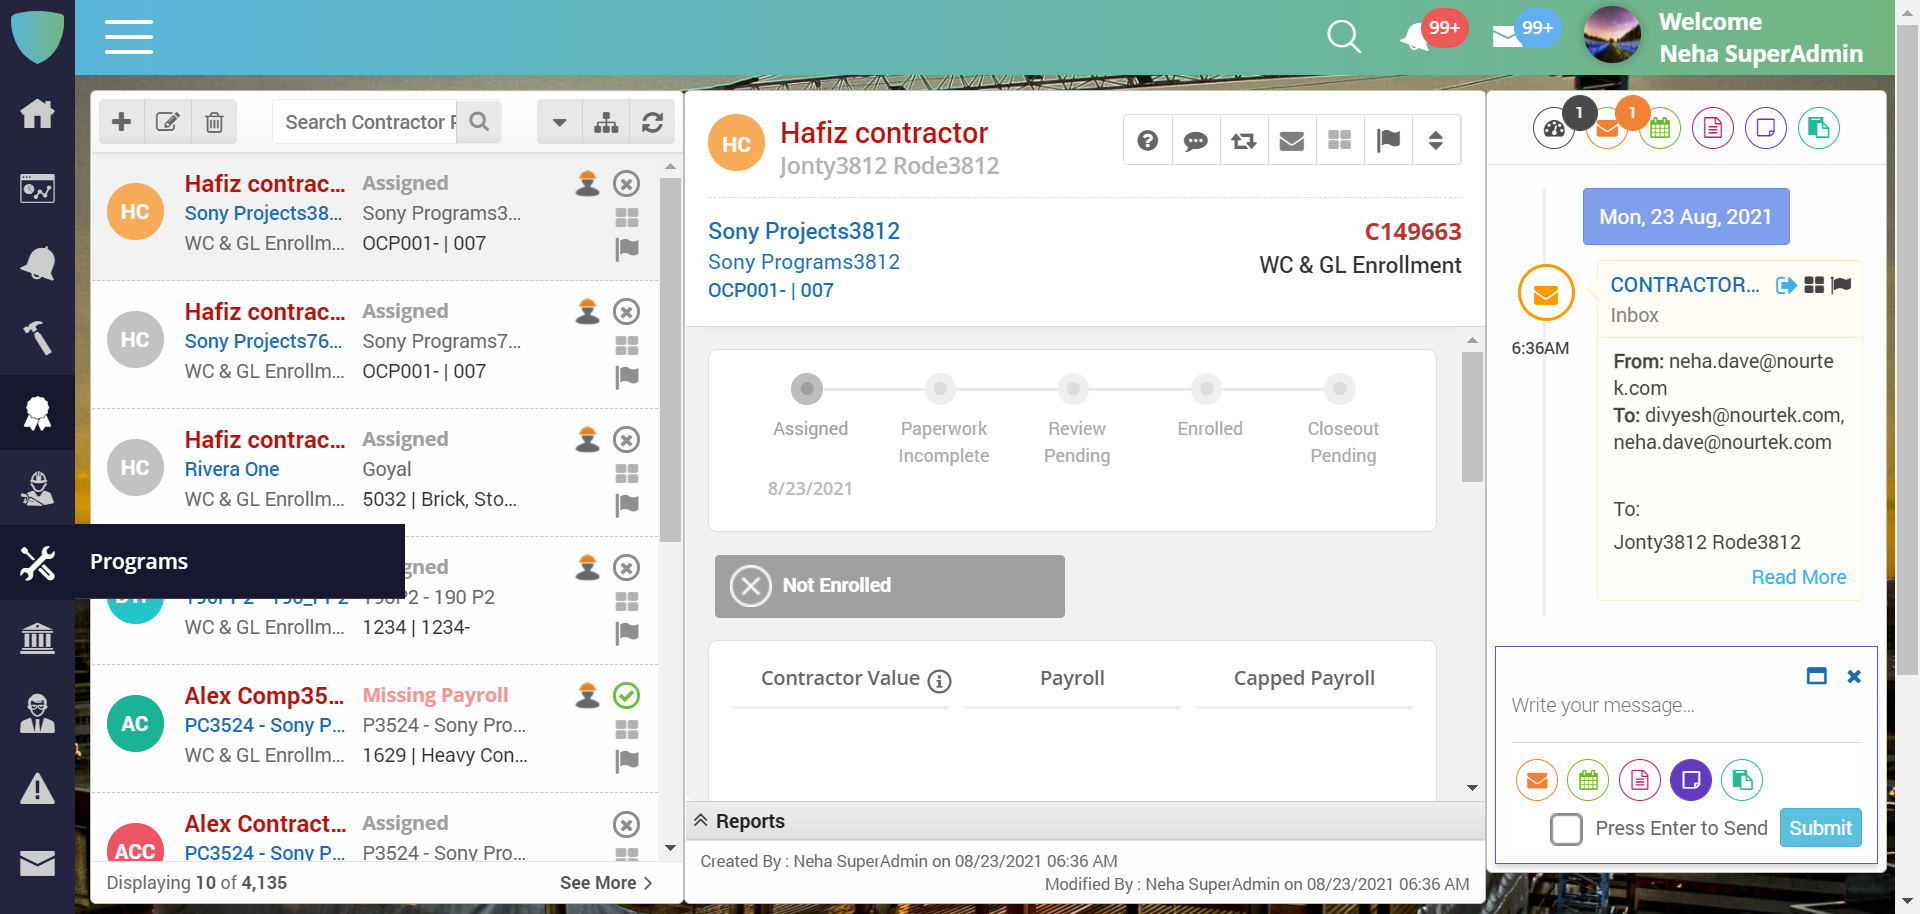 99+
99+
Welcome
Neha SuperAdmin
Search Contractor
HC
Hafiz contrac...
Assigned
Sony Projects38...
Sony Programs3...
WC & GL Enrollm...
OCP001- | 007
HC
Hafiz contrac...
Assigned
Sony Projects76...
Sony Programs7...
WC & GL Enrollm...
OCP001- | 007
HC
Hafiz contrac...
Assigned
Rivera One
Goyal
WC & GL Enrollm...
5032 | Brick, Sto...
Programs
190P2 - 190 P2
WC & GL Enrollm...
1234 | 1234-
AC
Alex Comp35...
Missing Payroll
PC3524 - Sony P...
P3524 - Sony Pro...
WC & GL Enrollm...
1629 | Heavy Con...
ACC
Alex Contract...
Assigned
PC3524 - Sony P...
P3524 - Sony Pro...
Displaying 10 of 4,135
See More
HC
Hafiz contractor
Jonty3812 Rode3812
Sony Projects3812
C149663
Sony Programs3812
WC & GL Enrollment
OCP001- | 007
Assigned
Paperwork Incomplete
Review Pending
Enrolled
Closeout Pending
8/23/2021
Not Enrolled
Contractor Value
Payroll
Capped Payroll
Reports
Created By : Neha SuperAdmin on 08/23/2021 06:36 AM
Modified By : Neha SuperAdmin on 08/23/2021 06:36 AM
1
1
Mon, 23 Aug, 2021
CONTRACTOR...
Inbox
6:36AM
From: neha.dave@nourte
k.com
To: divyesh@nourtek.com,
neha.dave@nourtek.com
To:
Jonty3812 Rode3812
Read More
Write your message...
Press Enter to Send
Submit